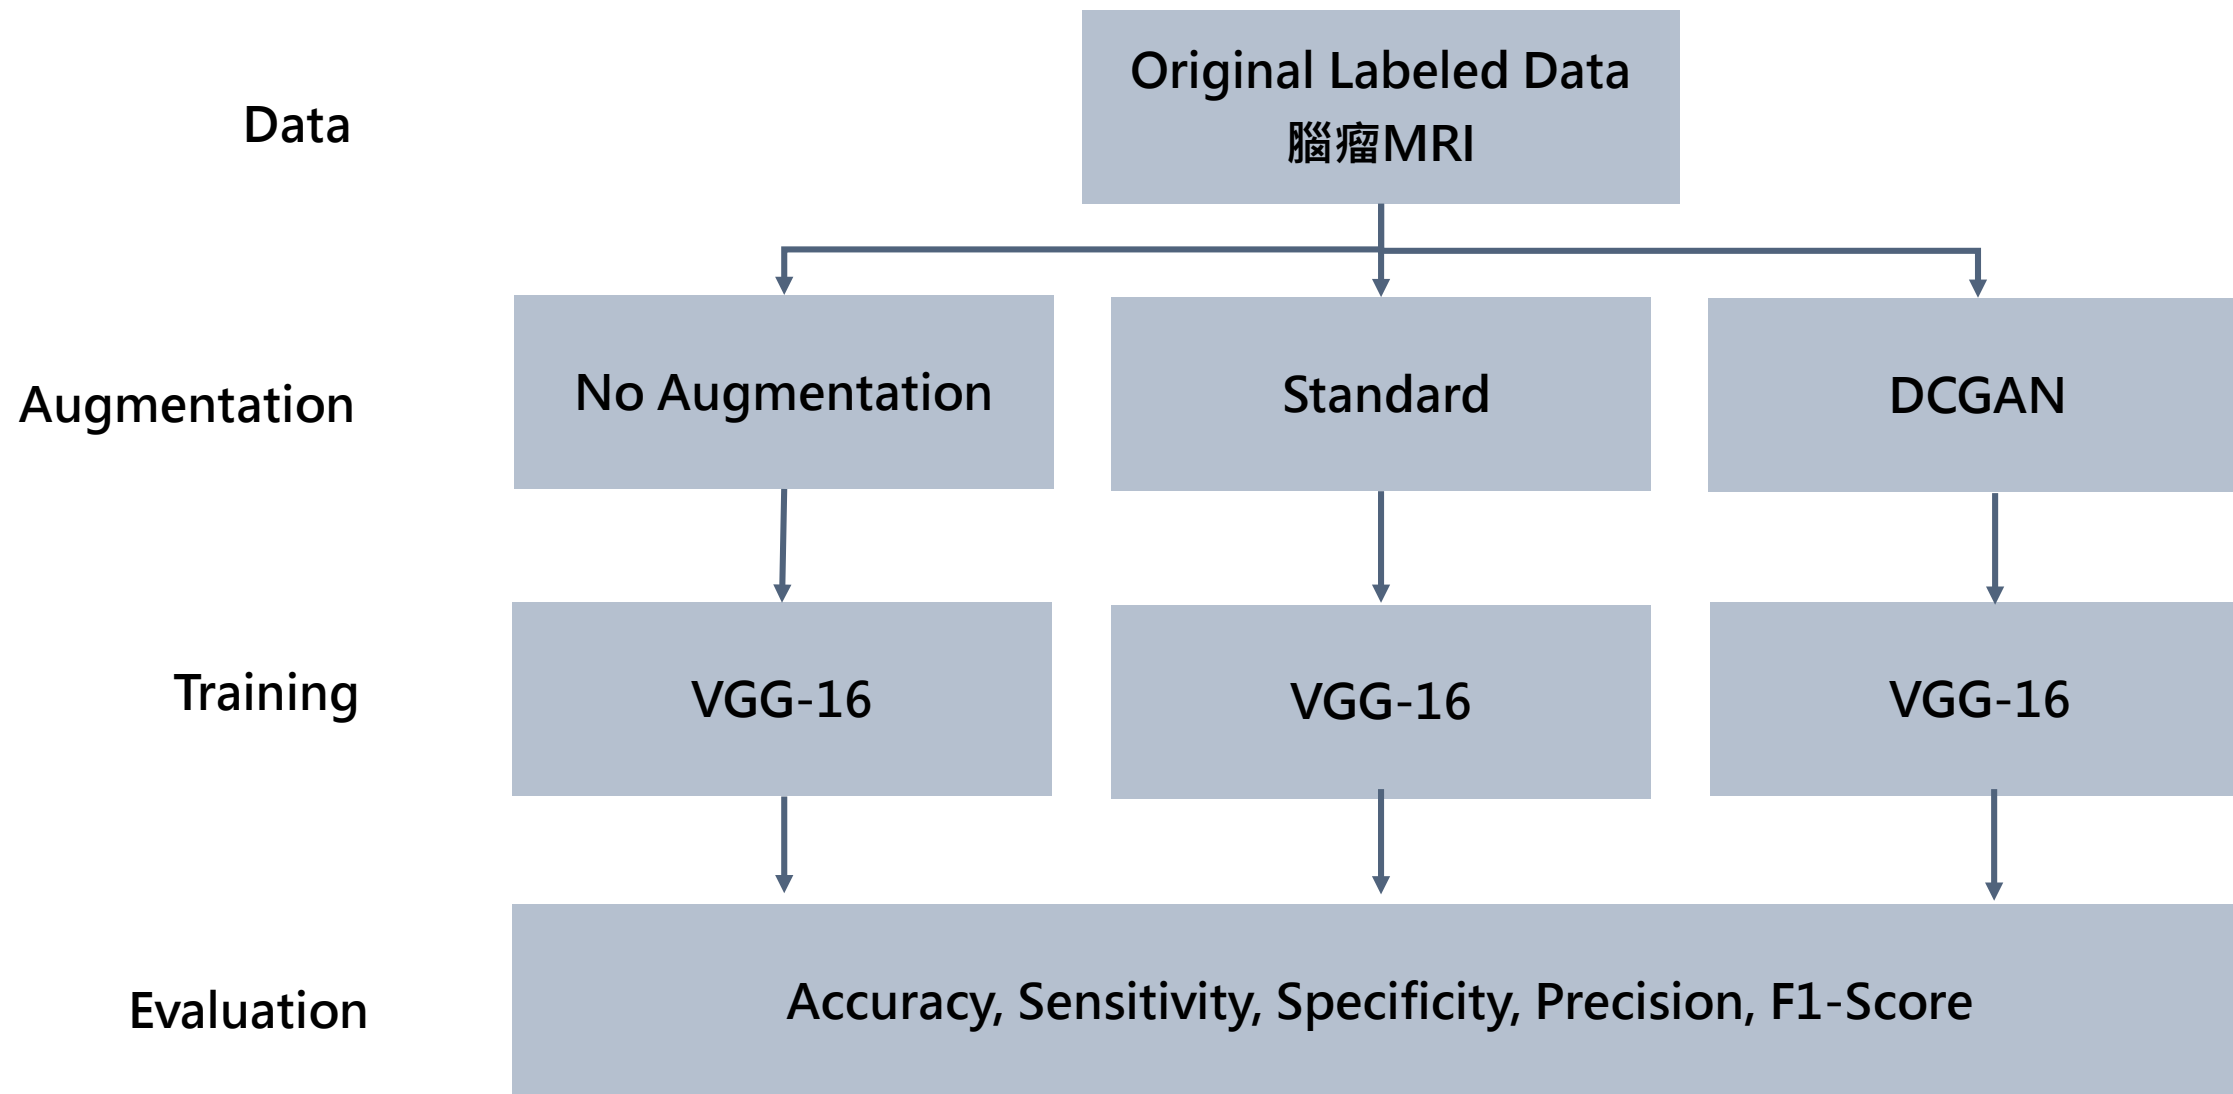 Data
Original Labeled Data
腦瘤MRI
Augmentation
No Augmentation
Standard
DCGAN
Training
VGG-16
VGG-16
VGG-16
Evaluation
Accuracy, Sensitivity, Specificity, Precision, F1-Score